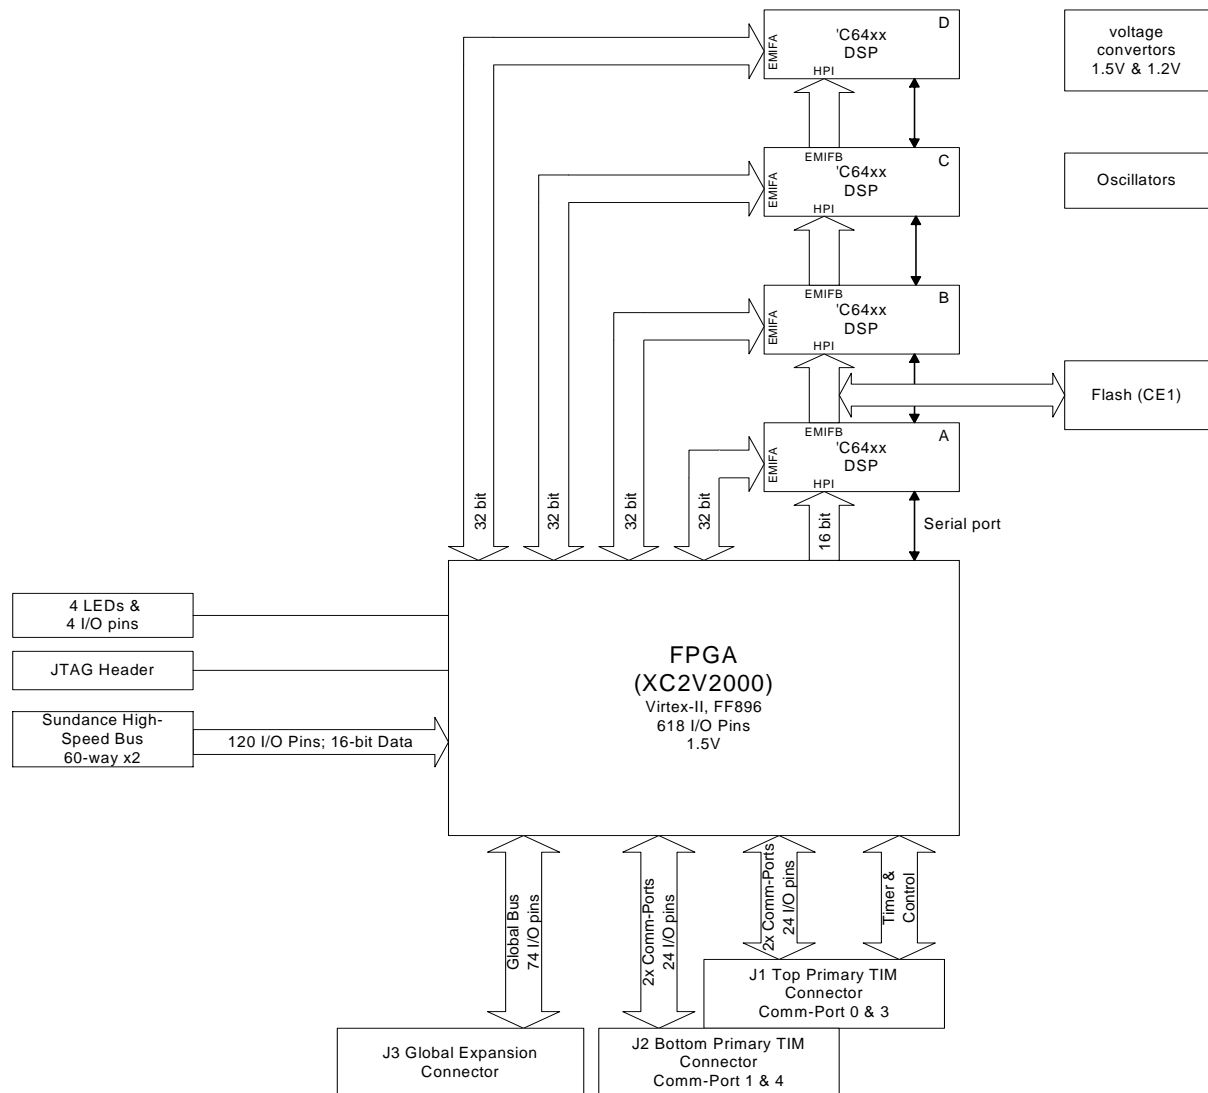 D
'C64xx
DSP
EMIFA
HPI
voltage
convertors
1.5V & 1.2V
EMIFB
C
'C64xx
DSP
EMIFA
HPI
Oscillators
EMIFB
B
'C64xx
DSP
EMIFA
HPI
Flash (CE1)
EMIFB
A
'C64xx
DSP
EMIFA
HPI
32 bit
32 bit
32 bit
32 bit
16 bit
Serial port
4 LEDs &
4 I/O pins
JTAG Header
Sundance High-
Speed Bus
60-way x2
120 I/O Pins; 16-bit Data
FPGA
(XC2V2000)
Virtex-II, FF896
618 I/O Pins
1.5V
Global Bus
74 I/O pins
2x Comm-Ports
24 I/O pins
2x Comm-Ports
24 I/O pins
Timer &
Control
J1 Top Primary TIM
Connector
Comm-Port 0 & 3
J2 Bottom Primary TIM
Connector
Comm-Port 1 & 4
J3 Global Expansion
Connector